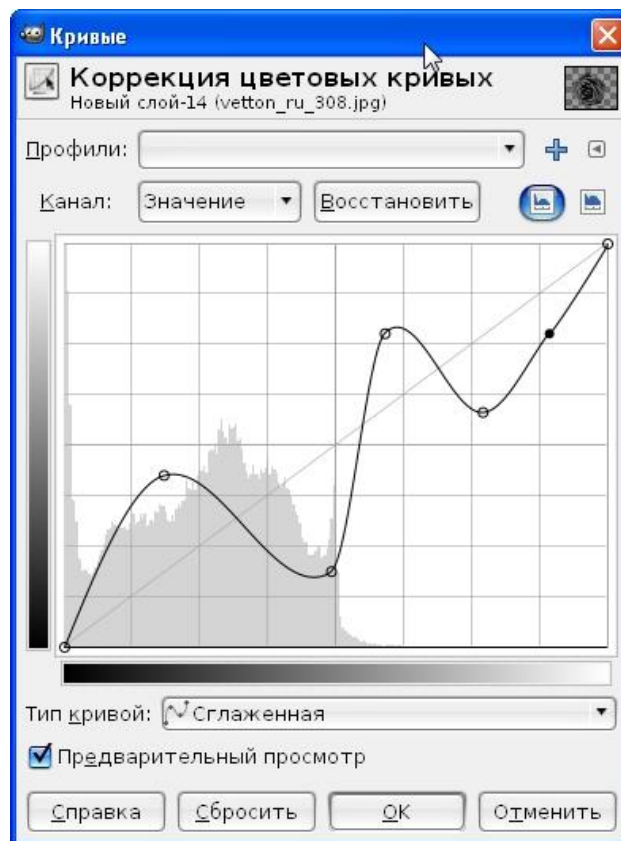 Кривые
Коррекция цветовых кривых
Новый слой-14 (vetton_ru_308.jpg)
Профили:
Канал: Значение Восстановить
Тип кривой: Сглаженная
Предварительный просмотр
Справка Сбросить OK Отменить